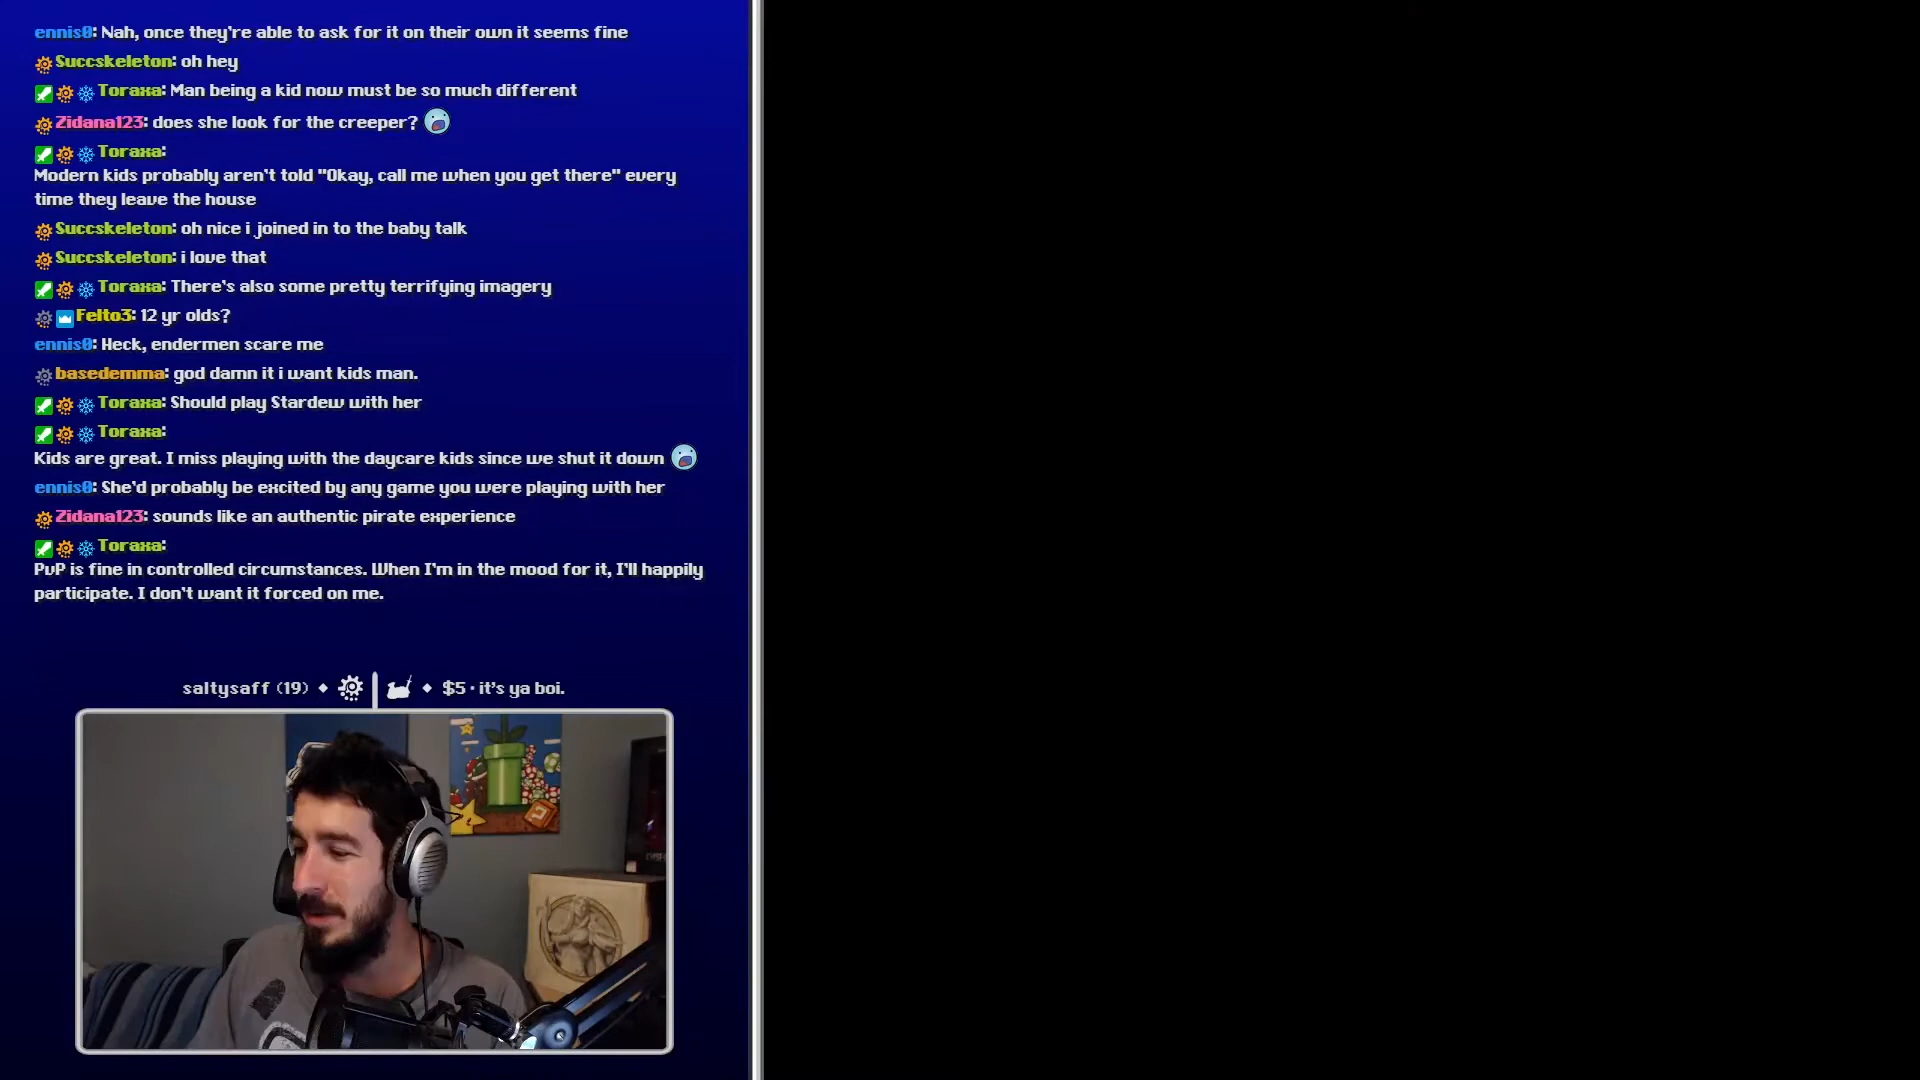 ennis0: Nah, once they're able to ask for it on their own it seems fine
Succskeleton: oh hey
Toraxa: Man being a kid now must be so much different
Zidana123: does she look for the creeper?
Toraxa:
Modern kids probably aren't told "Okay, call me when you get there" every
time they leave the house
Succskeleton: oh nice i joined in to the baby talk
Succskeleton: i love that
Toraxa: There's also some pretty terrifying imagery
Felto3: 12 yr olds?
ennis0: Heck, endermen scare me
basedemma: god damn it i want kids man.
Toraxa: Should play Stardew with her
Toraxa:
Kids are great. I miss playing with the daycare kids since we shut it down
ennis0: She'd probably be excited by any game you were playing with her
Zidana123: sounds like an authentic pirate experience
Toraxa:
PvP is fine in controlled circumstances. When I'm in the mood for it, I'll happily
participate. I don't want it forced on me.
saltysaff (19) ◆ ◆ $5 · it's ya boi.